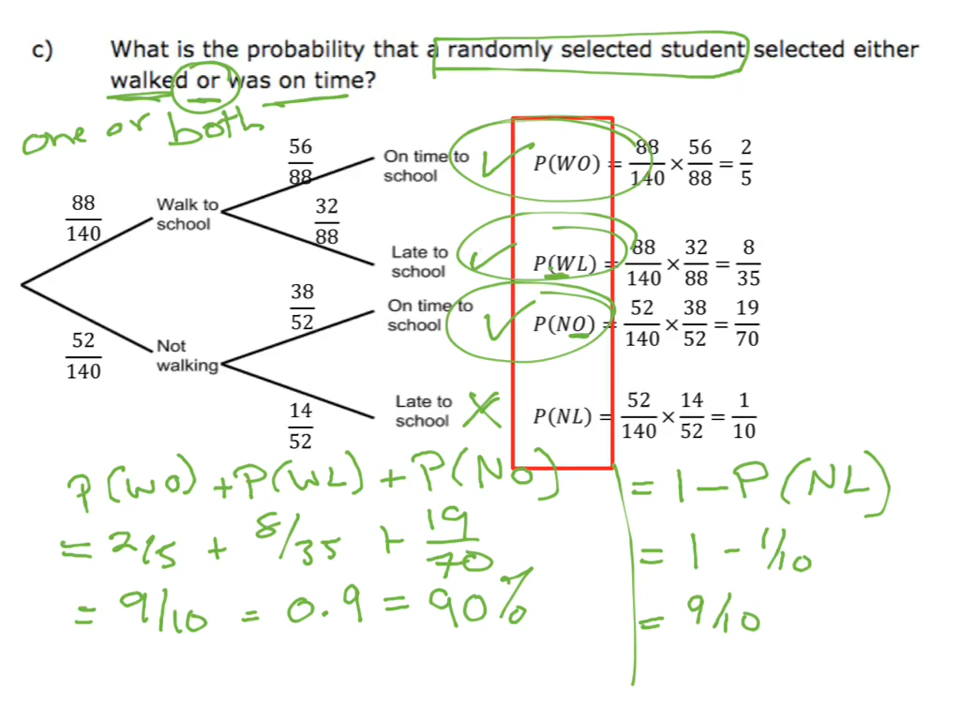 c) What is the probability that a randomly selected student selected either
walked or was on time?
one or both
56/88
On time to school
P(WO) = 88/140 × 56/88 = 2/5
88/140
Walk to school
32/88
Late to school
P(WL) = 88/140 × 32/88 = 8/35
38/52
On time to school
P(NO) = 52/140 × 38/52 = 19/70
52/140
Not walking
14/52
Late to school
P(NL) = 52/140 × 14/52 = 1/10
P(WO) + P(WL) + P(NO)
= 2/5 + 8/35 + 19/70
= 9/10 = 0.9 = 90%
= 1 - P(NL)
= 1 - 1/10
= 9/10